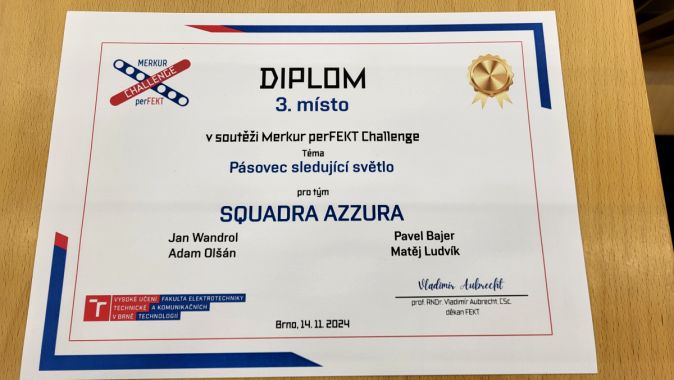 MERKUR
CHALLENGE
perFEKT
DIPLOM
3. místo
v soutěži Merkur perFEKT Challenge
Téma
Pásovec sledující světlo
pro tým
SQUADRA AZZURA
Jan Wandrol
Pavel Bajer
Adam Olšán
Matěj Ludvík
Vladimír Aubrecht
prof. RNDr. Vladimír Aubrecht, CSc.
děkan FEKT
T VYSOKÉ UČENÍ FAKULTA ELEKTROTECHNIKY
TECHNICKÉ A KOMUNIKAČNÍCH
V BRNĚ TECHNOLOGIÍ
Brno, 14. 11. 2024